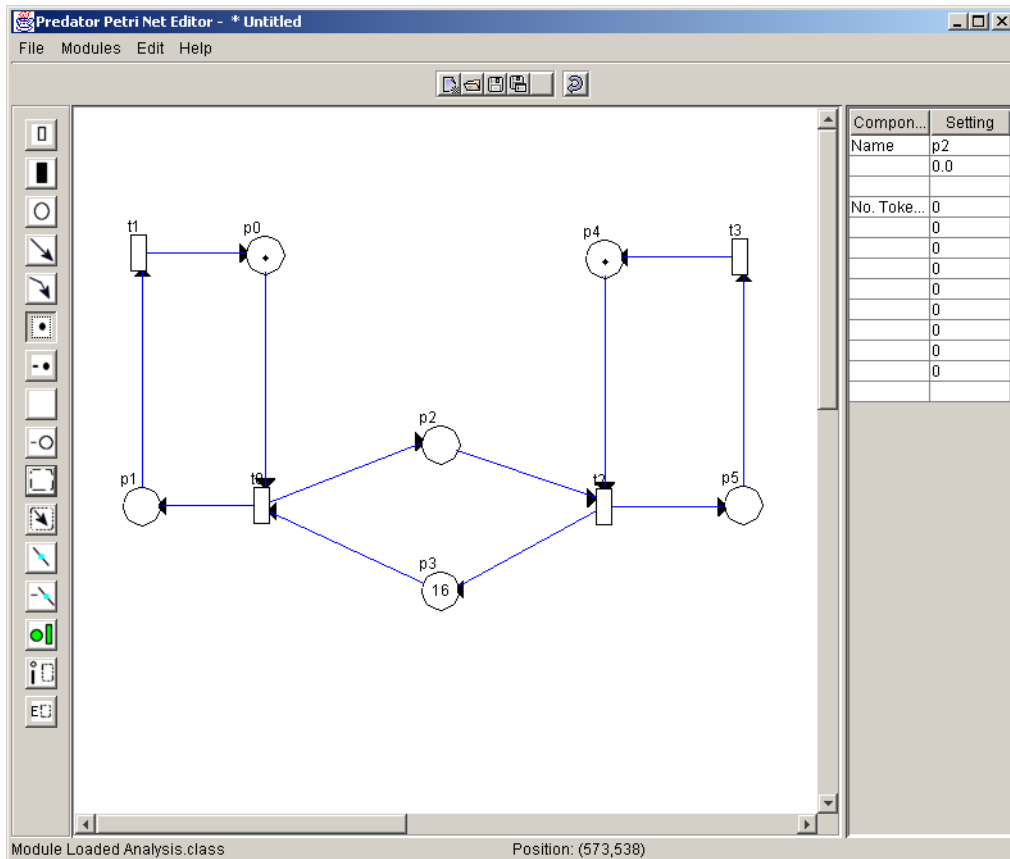 Predator Petri Net Editor - * Untitled
File Modules Edit Help
Compon... Setting
Name p2
0.0
No. Toke... 0
0
0
0
0
0
0
0
0
t1
p0
p4
t3
p2
p1
t0
t2
p5
p3
16
E
Module Loaded Analysis.class
Position: (573,538)